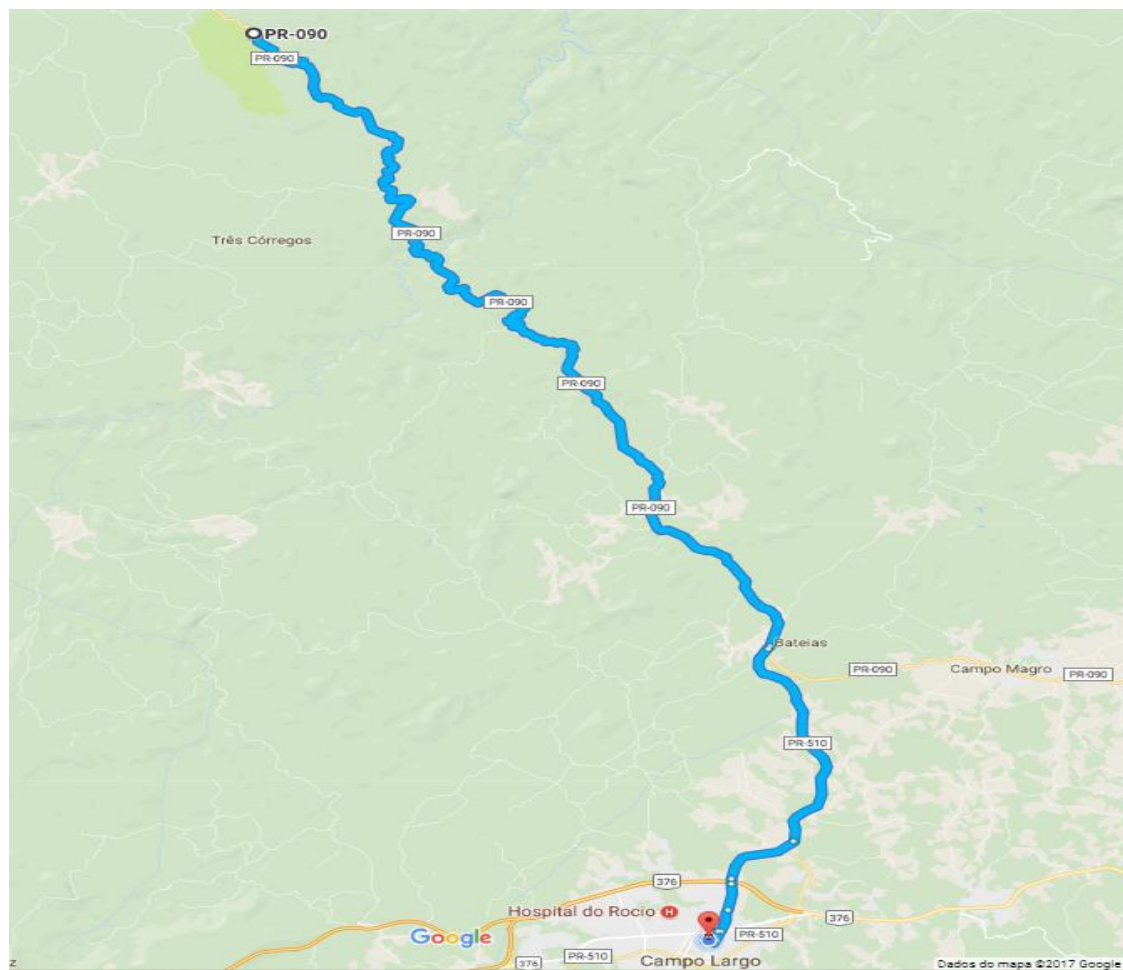 PR-090
PR-090
Três Córregos
PR-090
PR-090
PR-090
PR-090
Bateias
PR-090
Campo Magro
PR-090
PR-510
376
Hospital do Rocio H
376
Google
PR-510
376
PR-510
Campo Largo
z
Dados do mapa ©2017 Google